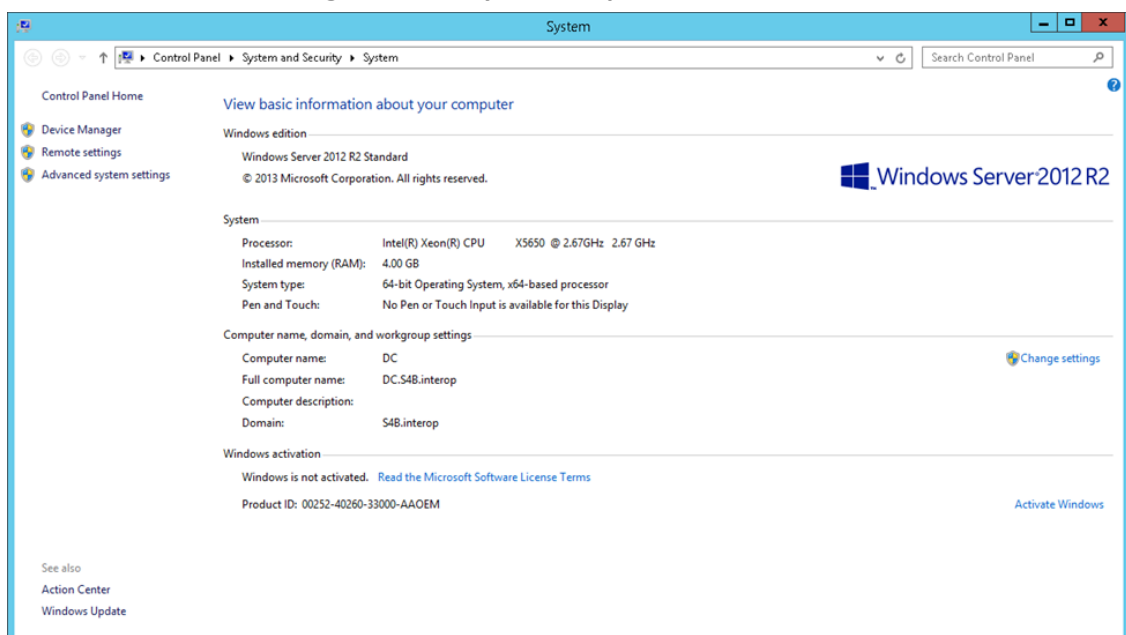 System
Control Panel ▸ System and Security ▸ System
Search Control Panel
Control Panel Home
Device Manager
Remote settings
Advanced system settings
View basic information about your computer
Windows edition
Windows Server 2012 R2 Standard
© 2013 Microsoft Corporation. All rights reserved.
Windows Server 2012 R2
System
Processor: Intel(R) Xeon(R) CPU X5650 @ 2.67GHz 2.67 GHz
Installed memory (RAM): 4.00 GB
System type: 64-bit Operating System, x64-based processor
Pen and Touch: No Pen or Touch Input is available for this Display
Computer name, domain, and workgroup settings
Computer name: DC Change settings
Full computer name: DC.S4B.interop
Computer description:
Domain: S4B.interop
Windows activation
Windows is not activated. Read the Microsoft Software License Terms
Product ID: 00252-40260-33000-AAOEM Activate Windows
See also
Action Center
Windows Update